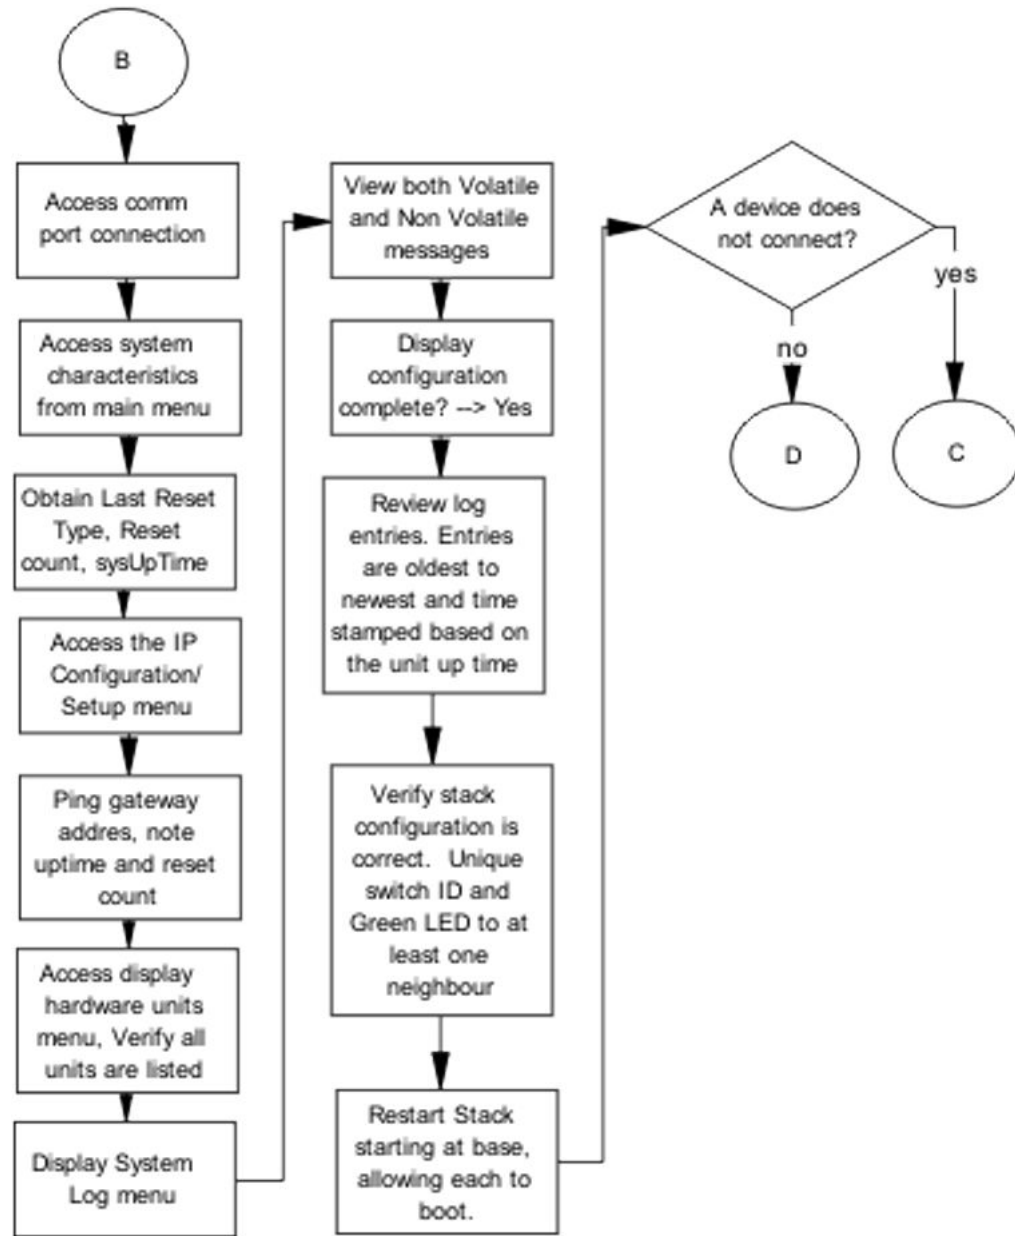 B
Access comm
port connection
Access system
characteristics
from main menu
Obtain Last Reset
Type, Reset
count, sysUpTime
Access the IP
Configuration/
Setup menu
Ping gateway
addres, note
uptime and reset
count
Access display
hardware units
menu, Verify all
units are listed
Display System
Log menu
View both Volatile
and Non Volatile
messages
Display
configuration
complete? --> Yes
Review log
entries. Entries
are oldest to
newest and time
stamped based on
the unit up time
Verify stack
configuration is
correct. Unique
switch ID and
Green LED to at
least one
neighbour
Restart Stack
starting at base,
allowing each to
boot.
A device does
not connect?
yes
no
D
C